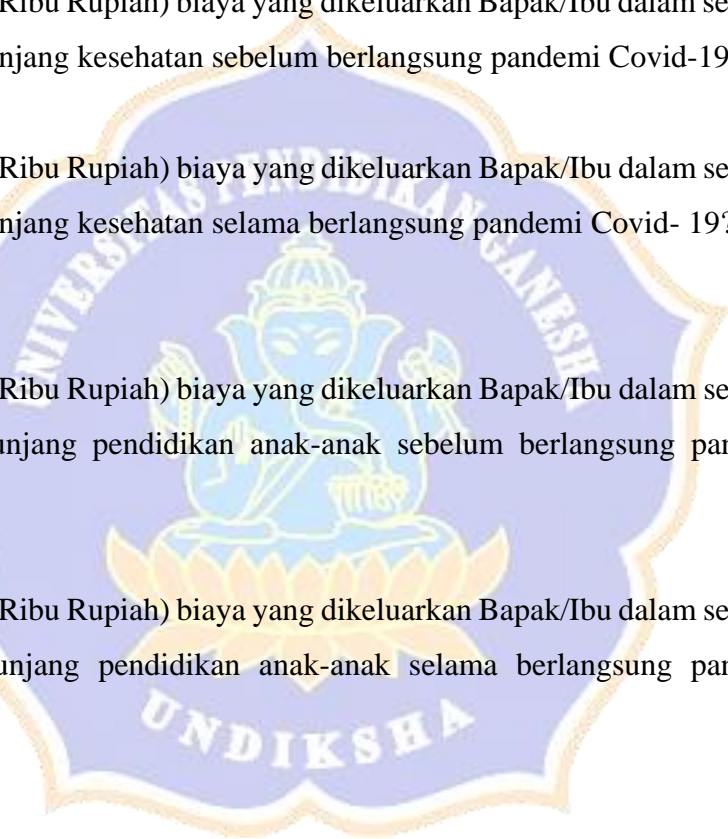 Ribu Rupiah) biaya yang dikeluarkan Bapak/Ibu dalam se
njang kesehatan sebelum berlangsung pandemi Covid-19
Ribu Rupiah) biaya yang dikeluarkan Bapak/Ibu dalam se
njang kesehatan selama berlangsung pandemi Covid- 19?
Ribu Rupiah) biaya yang dikeluarkan Bapak/Ibu dalam se
unjang pendidikan anak-anak sebelum berlangsung pan
Ribu Rupiah) biaya yang dikeluarkan Bapak/Ibu dalam se
unjang pendidikan anak-anak selama berlangsung pan
UNIVERSITAS PENDIDIKAN GANESHA
UNDIKSHA